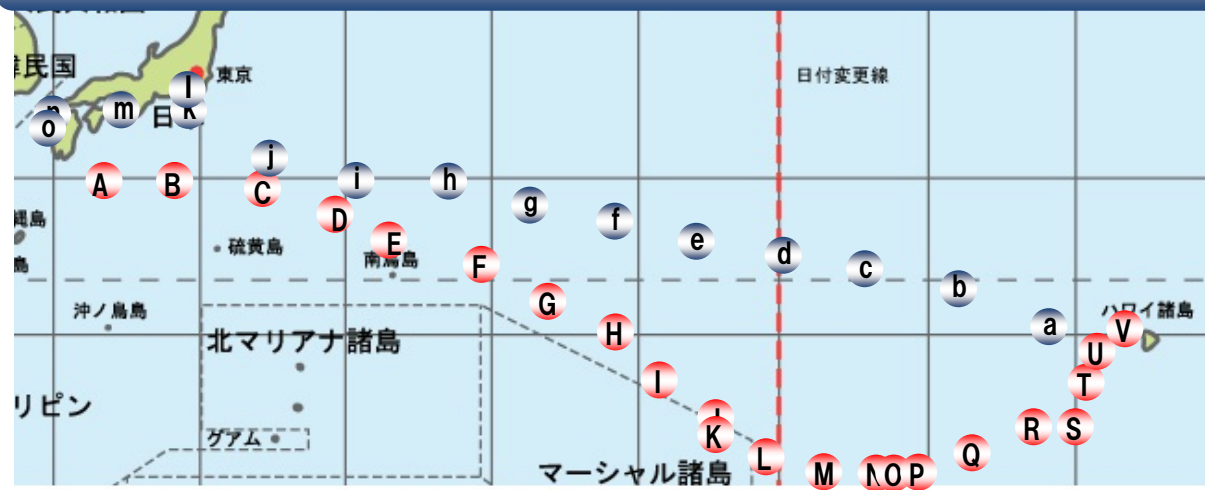 韓民国
東京
日付変更線
l
m
n
日
k
o
j
A
B
C
i
h
g
D
f
縄島
E
e
硫黄島
d
南鳥島
F
c
島
b
沖ノ鳥島
G
ハワイ諸島
a
V
H
北マリアナ諸島
U
I
T
リピン
J
K
グアム
R
S
L
マーシャル諸島
M
N
O
P
Q